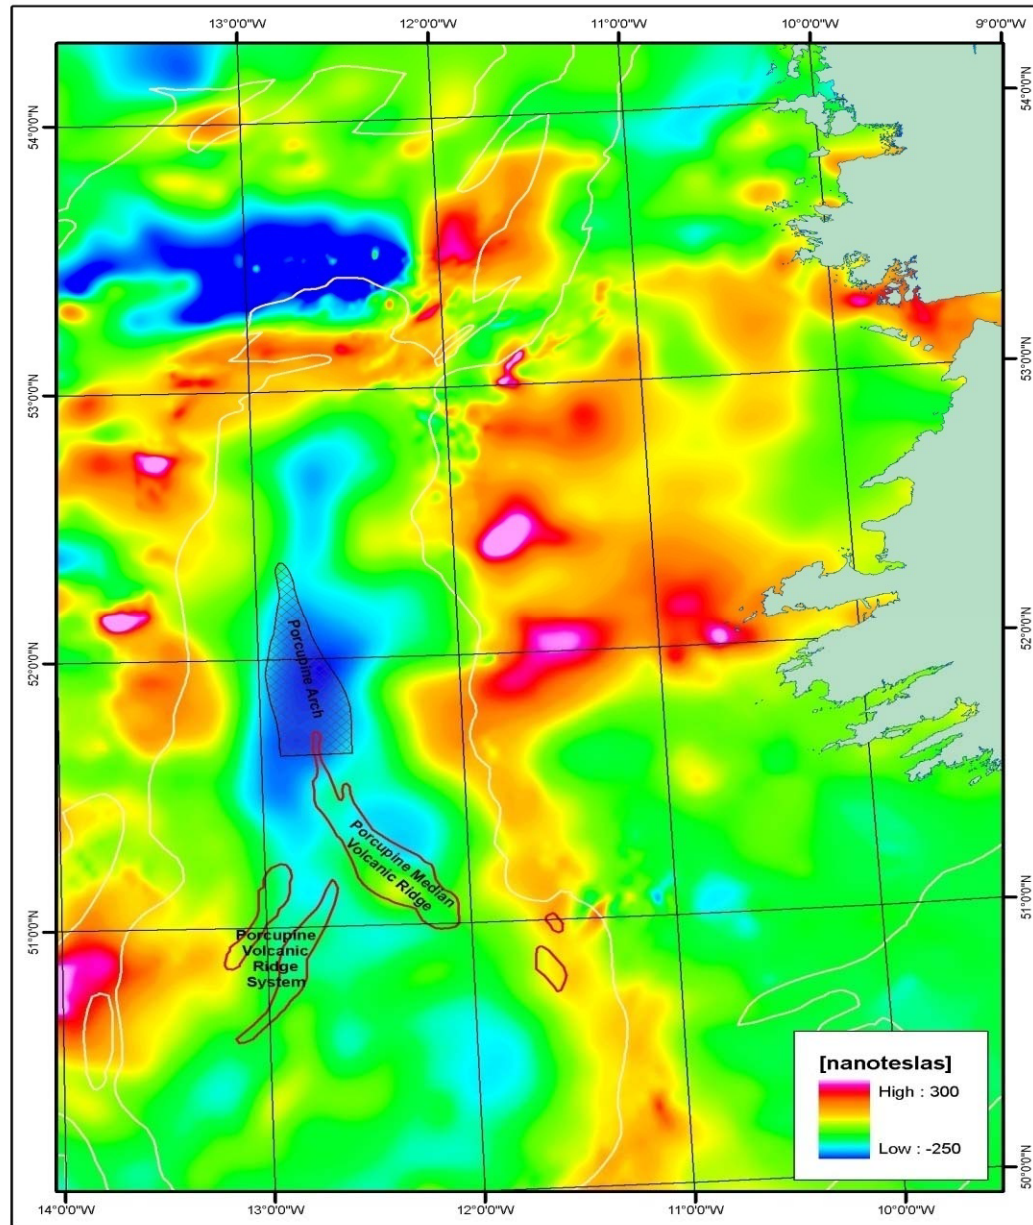 13°0'0"W 12°0'0"W 11°0'0"W 10°0'0"W 9°0'0"W
54°0'0"N
54°0'0"N
53°0'0"N
53°0'0"N
52°0'0"N
52°0'0"N
51°0'0"N
51°0'0"N
50°0'0"N
Porcupine Arch
Porcupine Median
Volcanic Ridge
Porcupine
Volcanic
Ridge
System
[nanoteslas]
High : 300
Low : -250
14°0'0"W 13°0'0"W 12°0'0"W 11°0'0"W 10°0'0"W